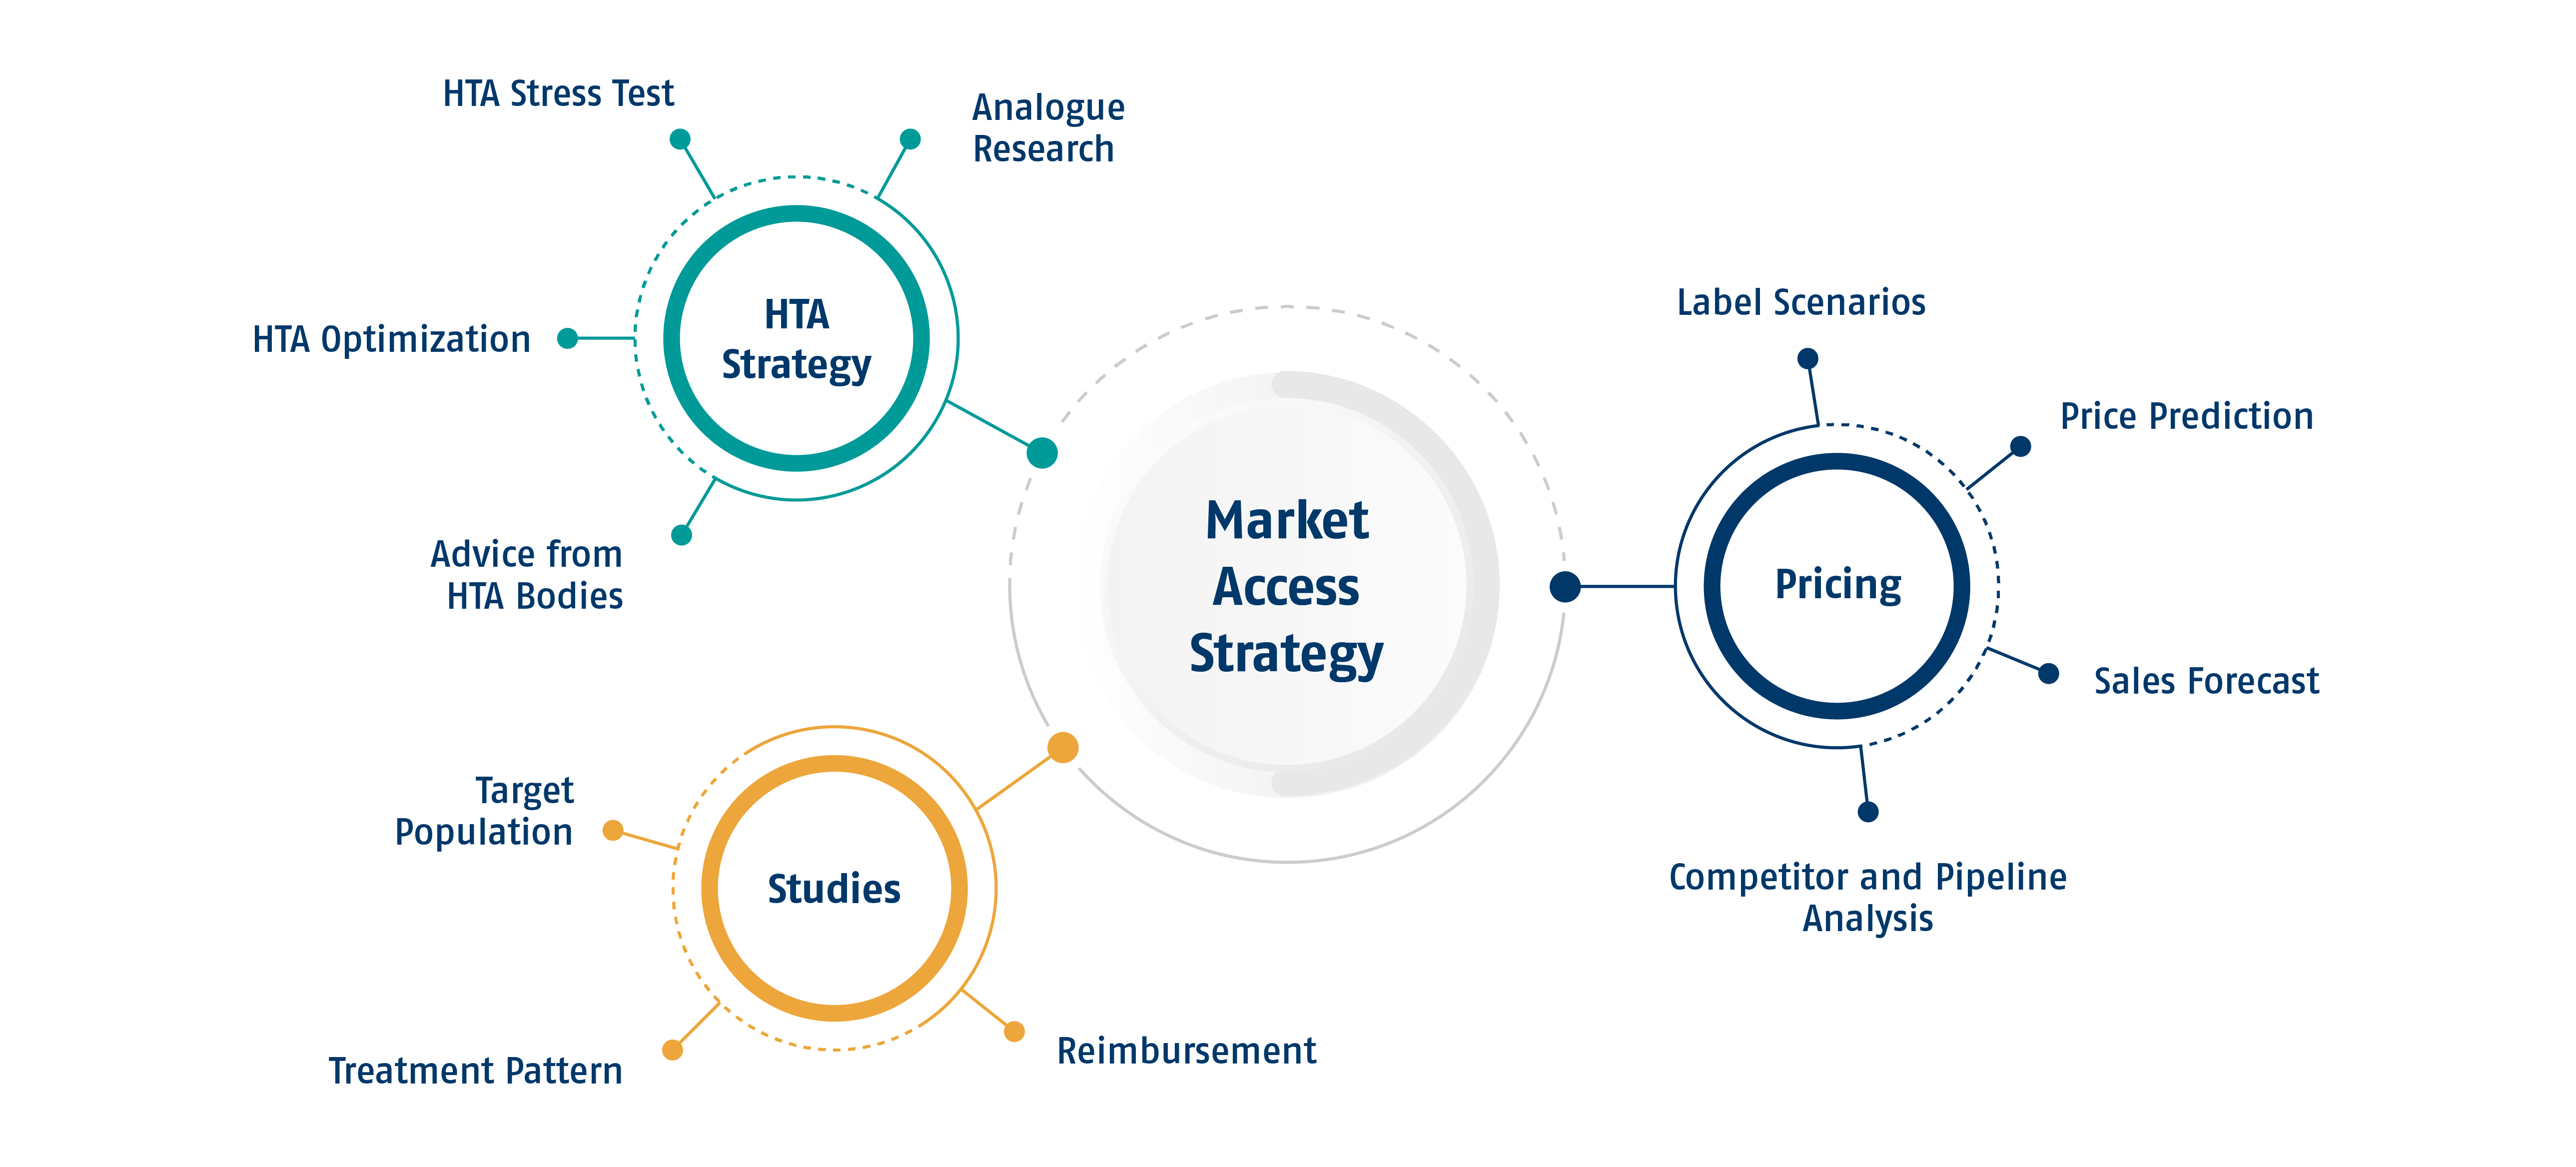 HTA Stress Test
Analogue
Research
HTA
Strategy
HTA Optimization
Advice from
HTA Bodies
Market
Access
Strategy
Label Scenarios
Price Prediction
Pricing
Sales Forecast
Competitor and Pipeline
Analysis
Target
Population
Studies
Treatment Pattern
Reimbursement